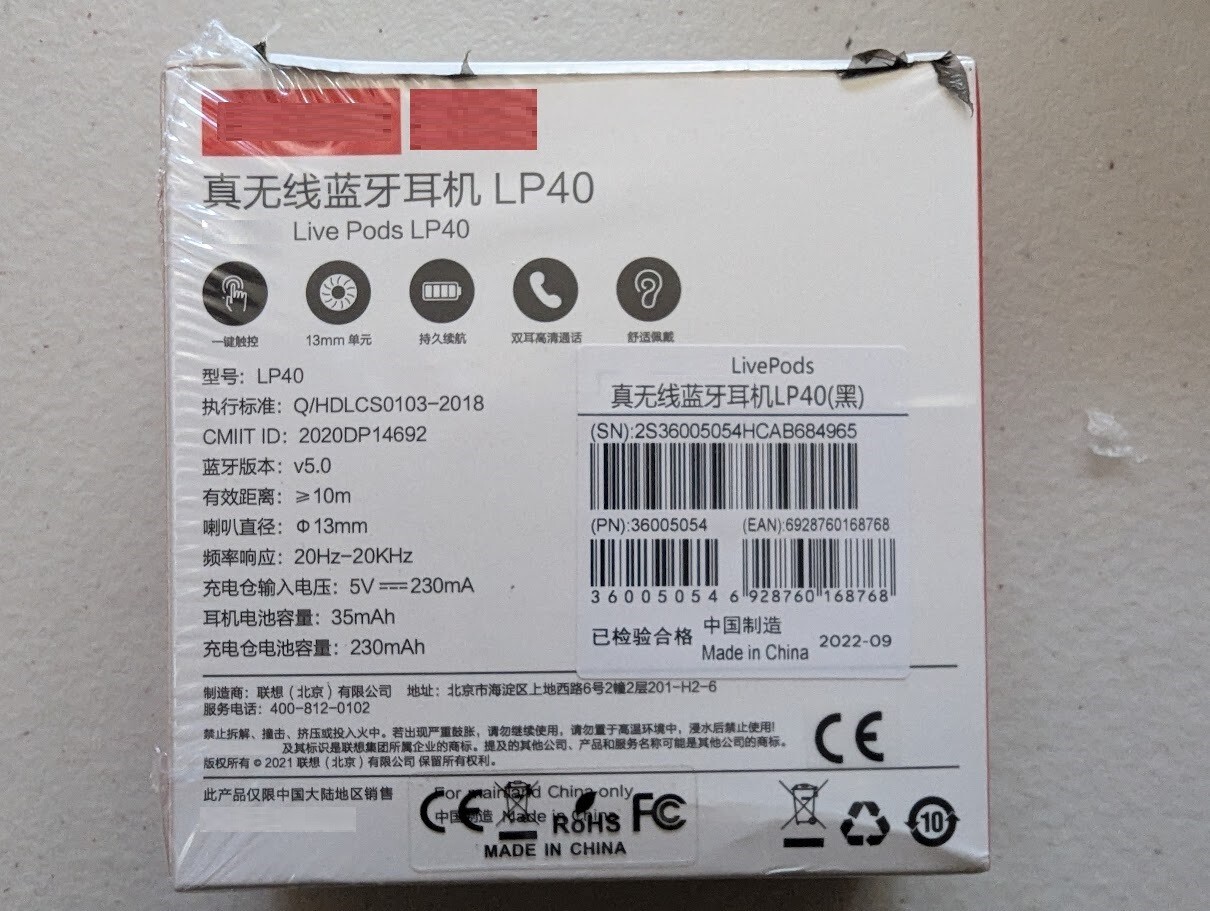 真无线蓝牙耳机 LP40
Live Pods LP40
一键触控
13mm 单元
持久续航
双耳高清通话
舒适佩戴
型号：LP40
执行标准：Q/HDLCS0103-2018
CMIIT ID：2020DP14692
蓝牙版本：v5.0
有效距离：≥10m
喇叭直径：Φ13mm
频率响应：20Hz-20KHz
充电仓输入电压：5V⎓230mA
耳机电池容量：35mAh
充电仓电池容量：230mAh
LivePods
真无线蓝牙耳机LP40(黑)
(SN):2S36005054HCAB684965
(PN):36005054
(EAN):6928760168768
36005054
6 928760 168768
已检验合格
中国制造
Made in China
2022-09
制造商：联想（北京）有限公司 地址：北京市海淀区上地西路6号2幢2层201-H2-6
服务电话：400-812-0102
禁止拆解、撞击、挤压或投入火中。若出现严重鼓胀，请勿继续使用，请勿置于高温环境中，浸水后禁止使用!
及其标识是联想集团所属企业的商标。提及的其他公司、产品和服务名称可能是其他公司的商标。
版权所有 © 2021 联想（北京）有限公司 保留所有权利。
CE
此产品仅限中国大陆地区销售
For mainland China only
中国制造 Made in China
CE
RoHS
FC
MADE IN CHINA
10